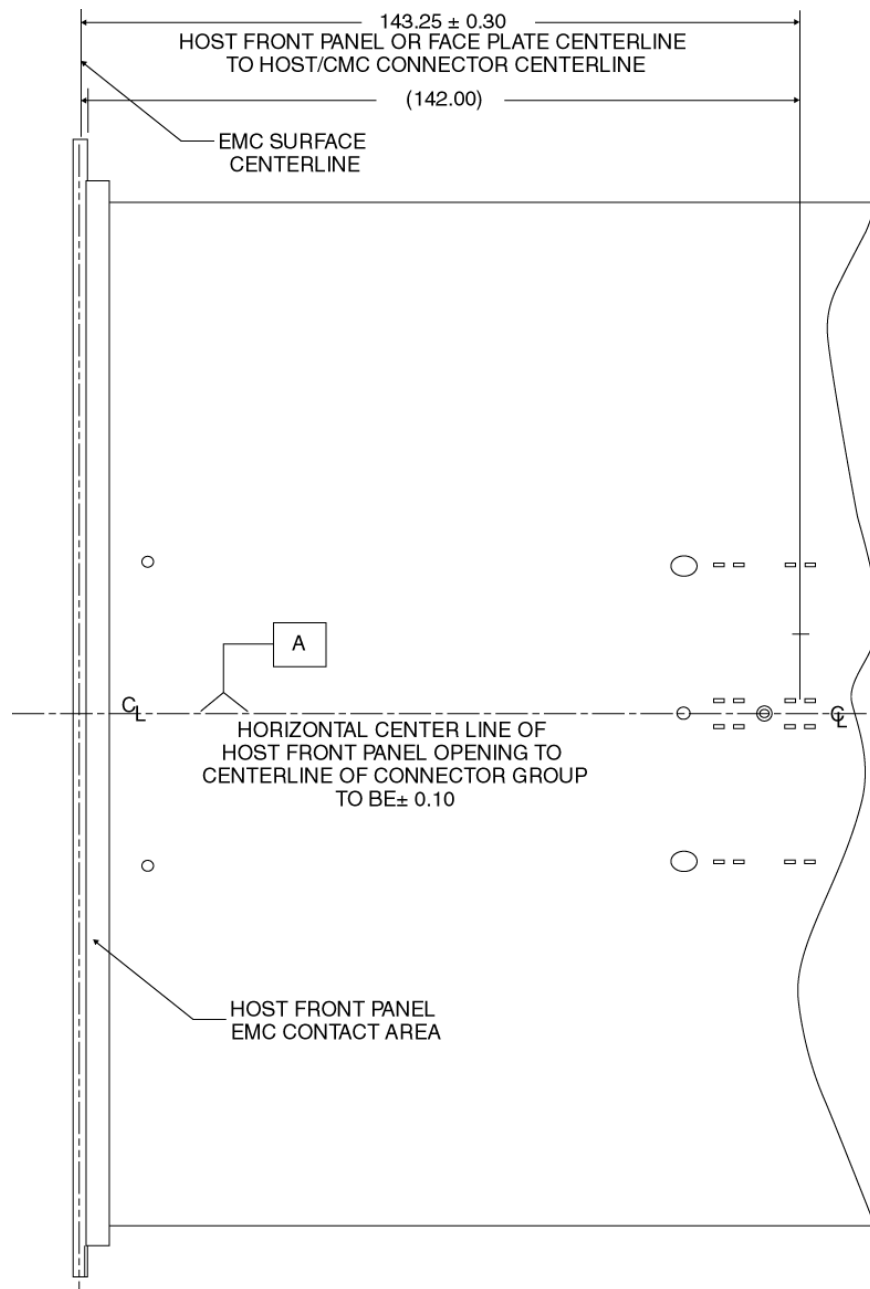 143.25 ± 0.30
HOST FRONT PANEL OR FACE PLATE CENTERLINE
TO HOST/CMC CONNECTOR CENTERLINE
(142.00)
EMC SURFACE
CENTERLINE
A
CL
CL
HORIZONTAL CENTER LINE OF
HOST FRONT PANEL OPENING TO
CENTERLINE OF CONNECTOR GROUP
TO BE± 0.10
HOST FRONT PANEL
EMC CONTACT AREA